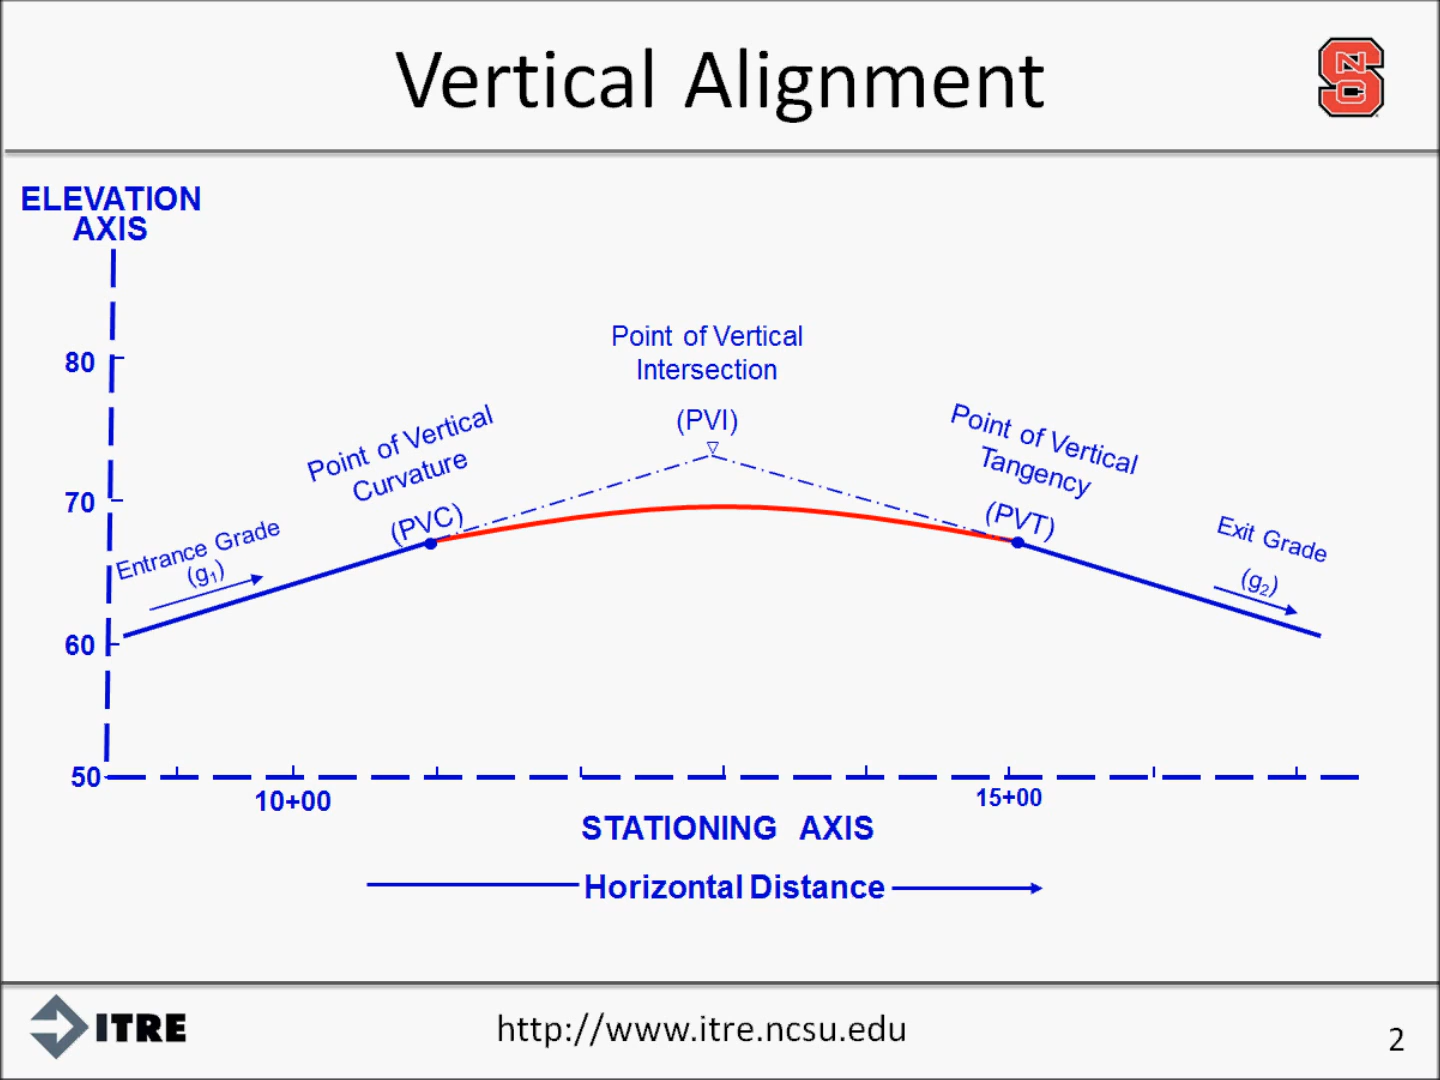 Vertical Alignment
NC S
ELEVATION
AXIS
80
70
60
50
Point of Vertical
Intersection
(PVI)
Point of Vertical
Curvature
(PVC)
Point of Vertical
Tangency
(PVT)
Entrance Grade
(g₁)
Exit Grade
(g₂)
10+00
15+00
STATIONING AXIS
Horizontal Distance
ITRE
http://www.itre.ncsu.edu
2